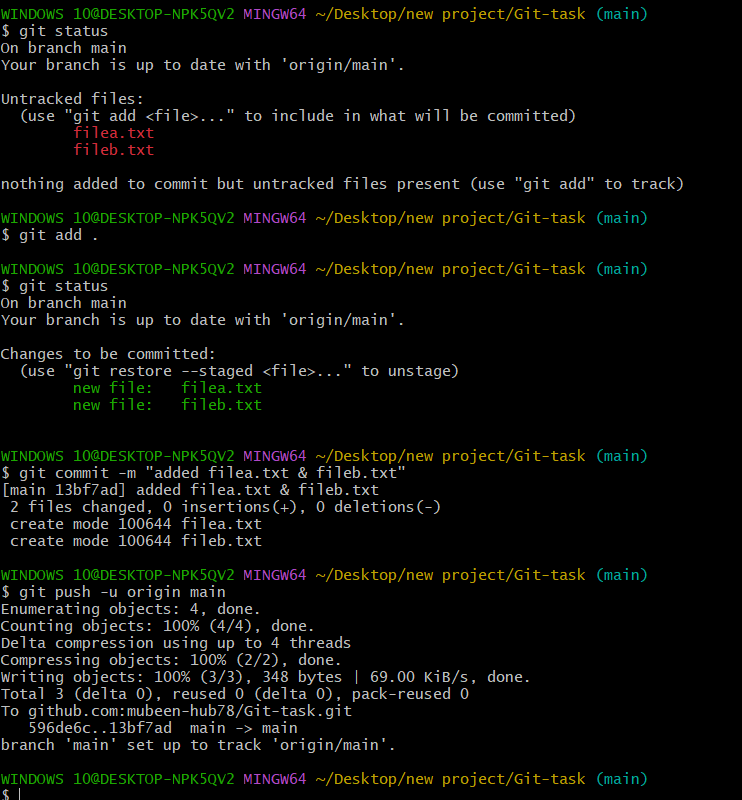 WINDOWS 10@DESKTOP-NPK5QV2 MINGW64 ~/Desktop/new project/Git-task (main)
$ git status
On branch main
Your branch is up to date with 'origin/main'.
Untracked files:
  (use "git add <file>..." to include in what will be committed)
        filea.txt
        fileb.txt
nothing added to commit but untracked files present (use "git add" to track)
WINDOWS 10@DESKTOP-NPK5QV2 MINGW64 ~/Desktop/new project/Git-task (main)
$ git add .
WINDOWS 10@DESKTOP-NPK5QV2 MINGW64 ~/Desktop/new project/Git-task (main)
$ git status
On branch main
Your branch is up to date with 'origin/main'.
Changes to be committed:
  (use "git restore --staged <file>..." to unstage)
        new file:   filea.txt
        new file:   fileb.txt
WINDOWS 10@DESKTOP-NPK5QV2 MINGW64 ~/Desktop/new project/Git-task (main)
$ git commit -m "added filea.txt & fileb.txt"
[main 13bf7ad] added filea.txt & fileb.txt
 2 files changed, 0 insertions(+), 0 deletions(-)
 create mode 100644 filea.txt
 create mode 100644 fileb.txt
WINDOWS 10@DESKTOP-NPK5QV2 MINGW64 ~/Desktop/new project/Git-task (main)
$ git push -u origin main
Enumerating objects: 4, done.
Counting objects: 100% (4/4), done.
Delta compression using up to 4 threads
Compressing objects: 100% (2/2), done.
Writing objects: 100% (3/3), 348 bytes | 69.00 KiB/s, done.
Total 3 (delta 0), reused 0 (delta 0), pack-reused 0
To github.com:mubeen-hub78/Git-task.git
   596de6c..13bf7ad  main -> main
branch 'main' set up to track 'origin/main'.
WINDOWS 10@DESKTOP-NPK5QV2 MINGW64 ~/Desktop/new project/Git-task (main)
$